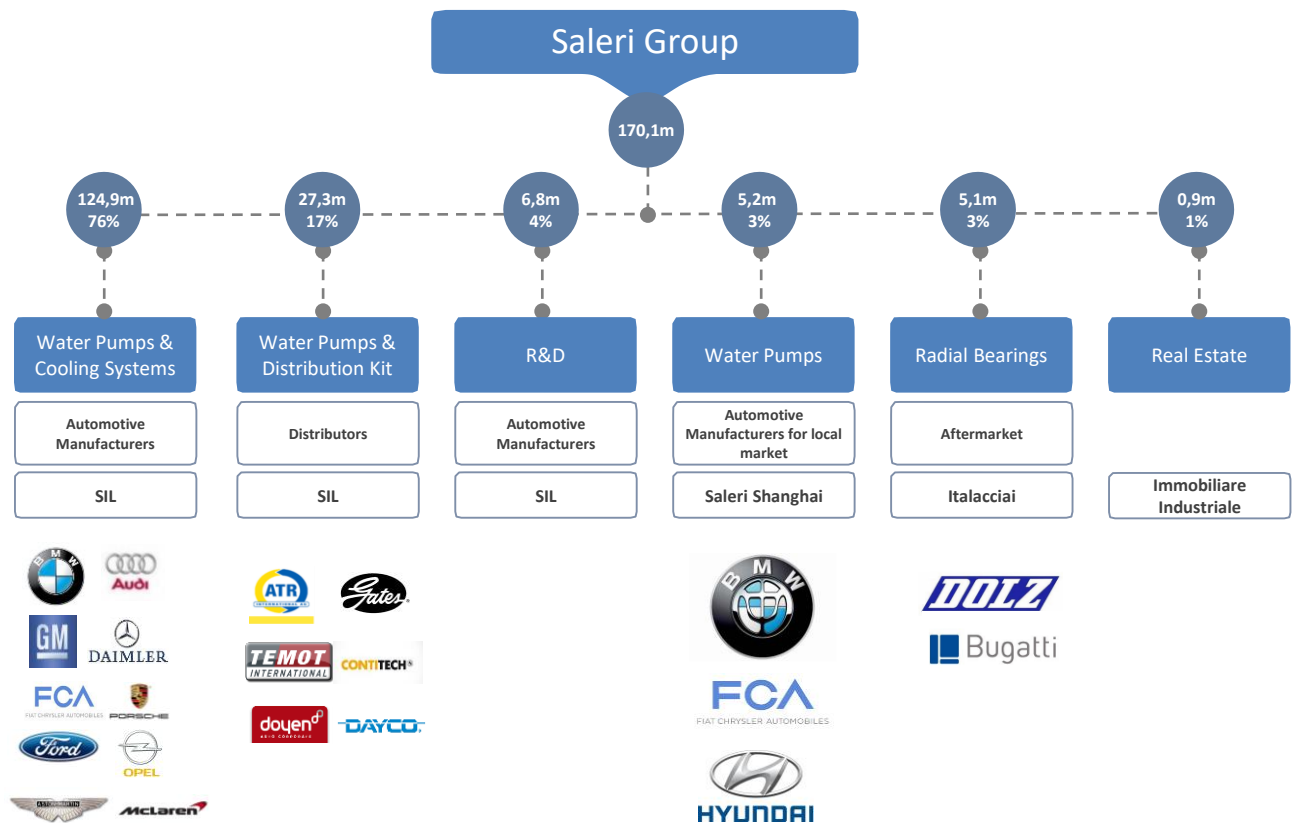 Saleri Group
170,1m
124,9m
76%
27,3m
17%
6,8m
4%
5,2m
3%
5,1m
3%
0,9m
1%
Water Pumps &
Cooling Systems
Water Pumps &
Distribution Kit
R&D
Water Pumps
Radial Bearings
Real Estate
Automotive
Manufacturers
Distributors
Automotive
Manufacturers
Automotive
Manufacturers for local
market
Aftermarket
SIL
SIL
SIL
Saleri Shanghai
Italacciai
Immobiliare
Industriale
BMW
Audi
GM
DAIMLER
FCA
FIAT CHRYSLER AUTOMOBILES
PORSCHE
Ford
OPEL
ASTON MARTIN
McLaren
ATR
INTERNATIONAL AG
Gates
TEMOT
INTERNATIONAL
CONTITECH
doyen
AUTO CORPORATE
DAYCO
BMW
FCA
FIAT CHRYSLER AUTOMOBILES
HYUNDAI
DOLZ
Bugatti